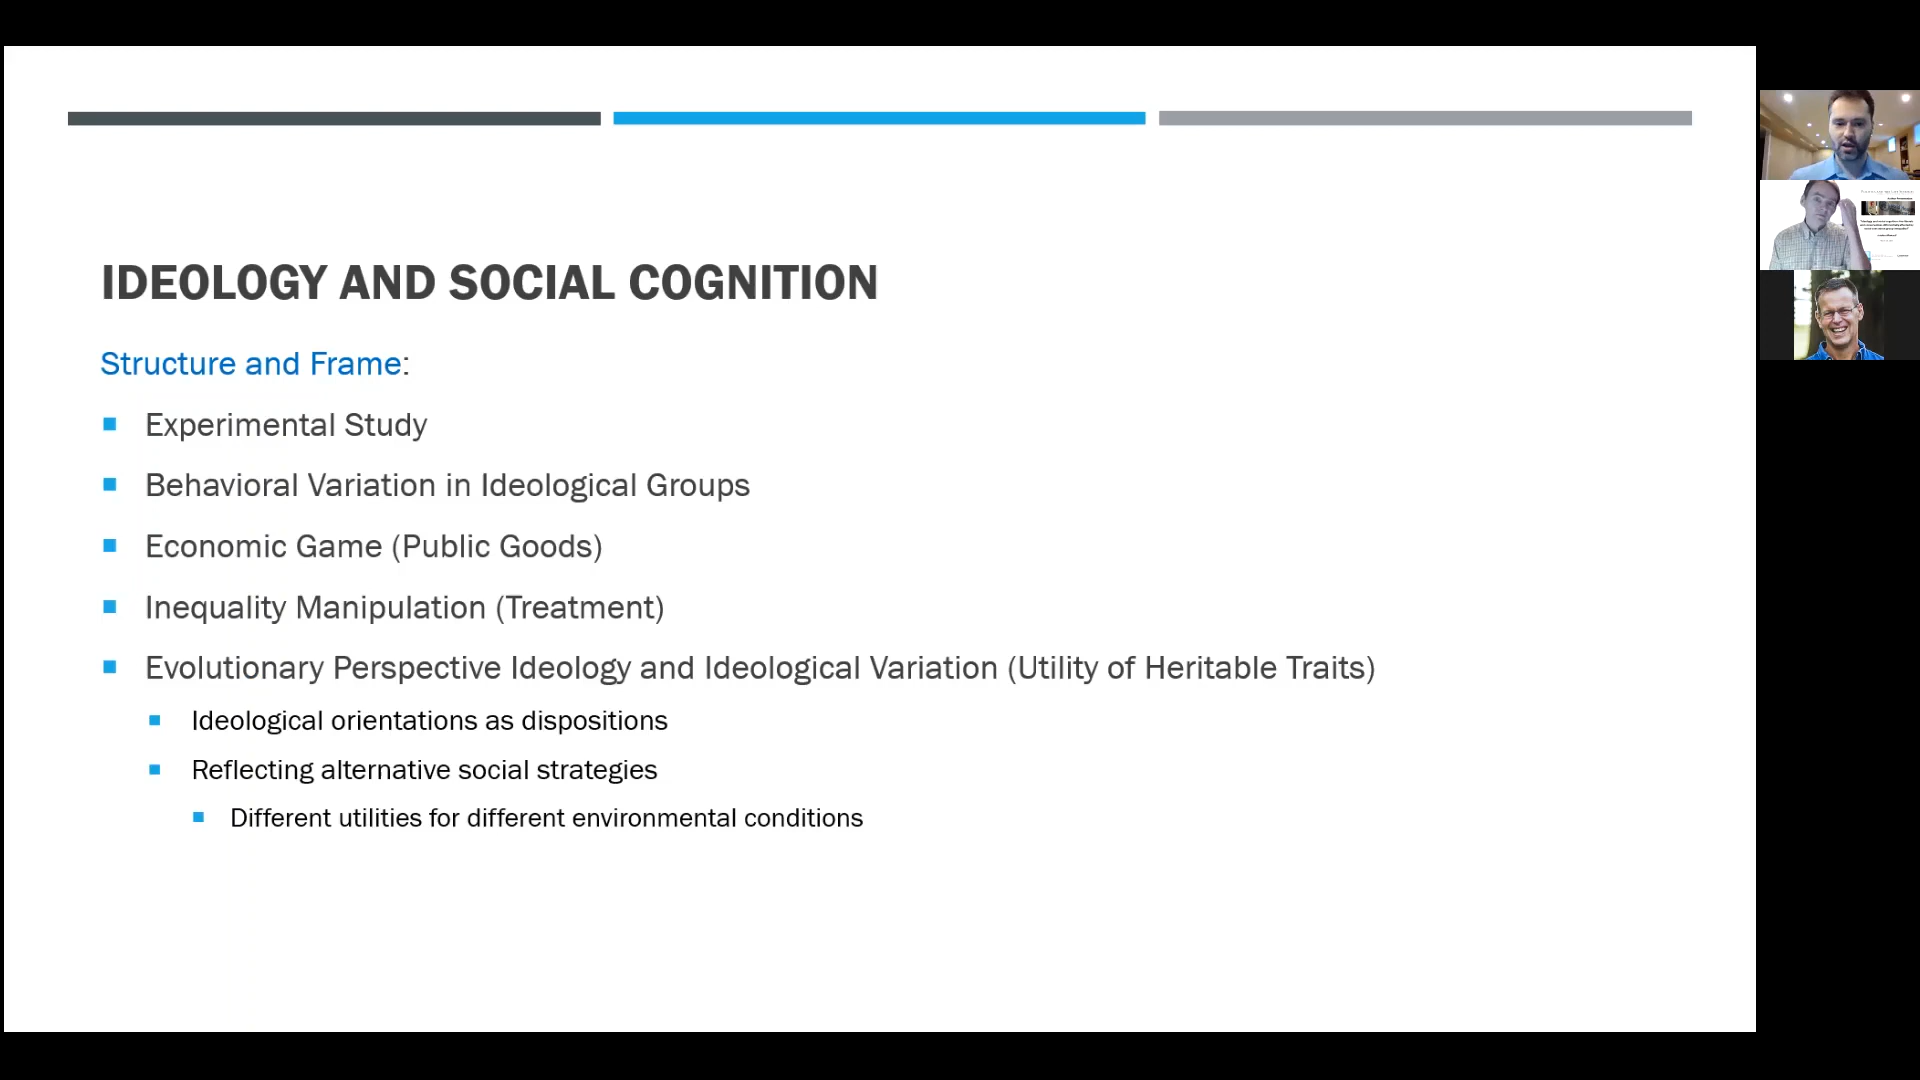 IDEOLOGY AND SOCIAL COGNITION
Structure and Frame:
Experimental Study
Behavioral Variation in Ideological Groups
Economic Game (Public Goods)
Inequality Manipulation (Treatment)
Evolutionary Perspective Ideology and Ideological Variation (Utility of Heritable Traits)
Ideological orientations as dispositions
Reflecting alternative social strategies
Different utilities for different environmental conditions